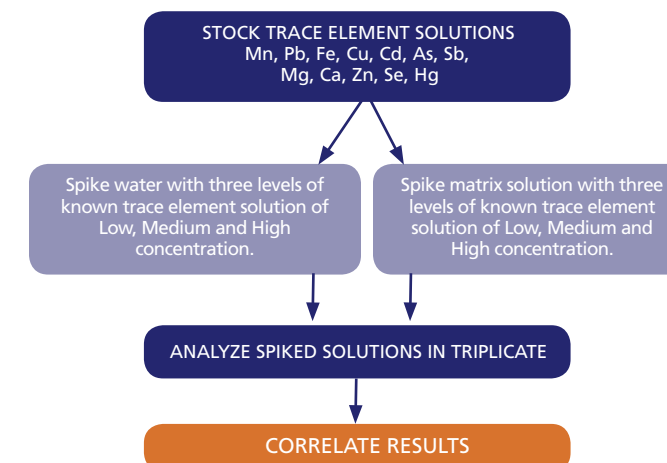 STOCK TRACE ELEMENT SOLUTIONS
Mn, Pb, Fe, Cu, Cd, As, Sb,
Mg, Ca, Zn, Se, Hg
Spike water with three levels of
known trace element solution of
Low, Medium and High
concentration.
Spike matrix solution with three
levels of known trace element
solution of Low, Medium and
High concentration.
ANALYZE SPIKED SOLUTIONS IN TRIPLICATE
CORRELATE RESULTS